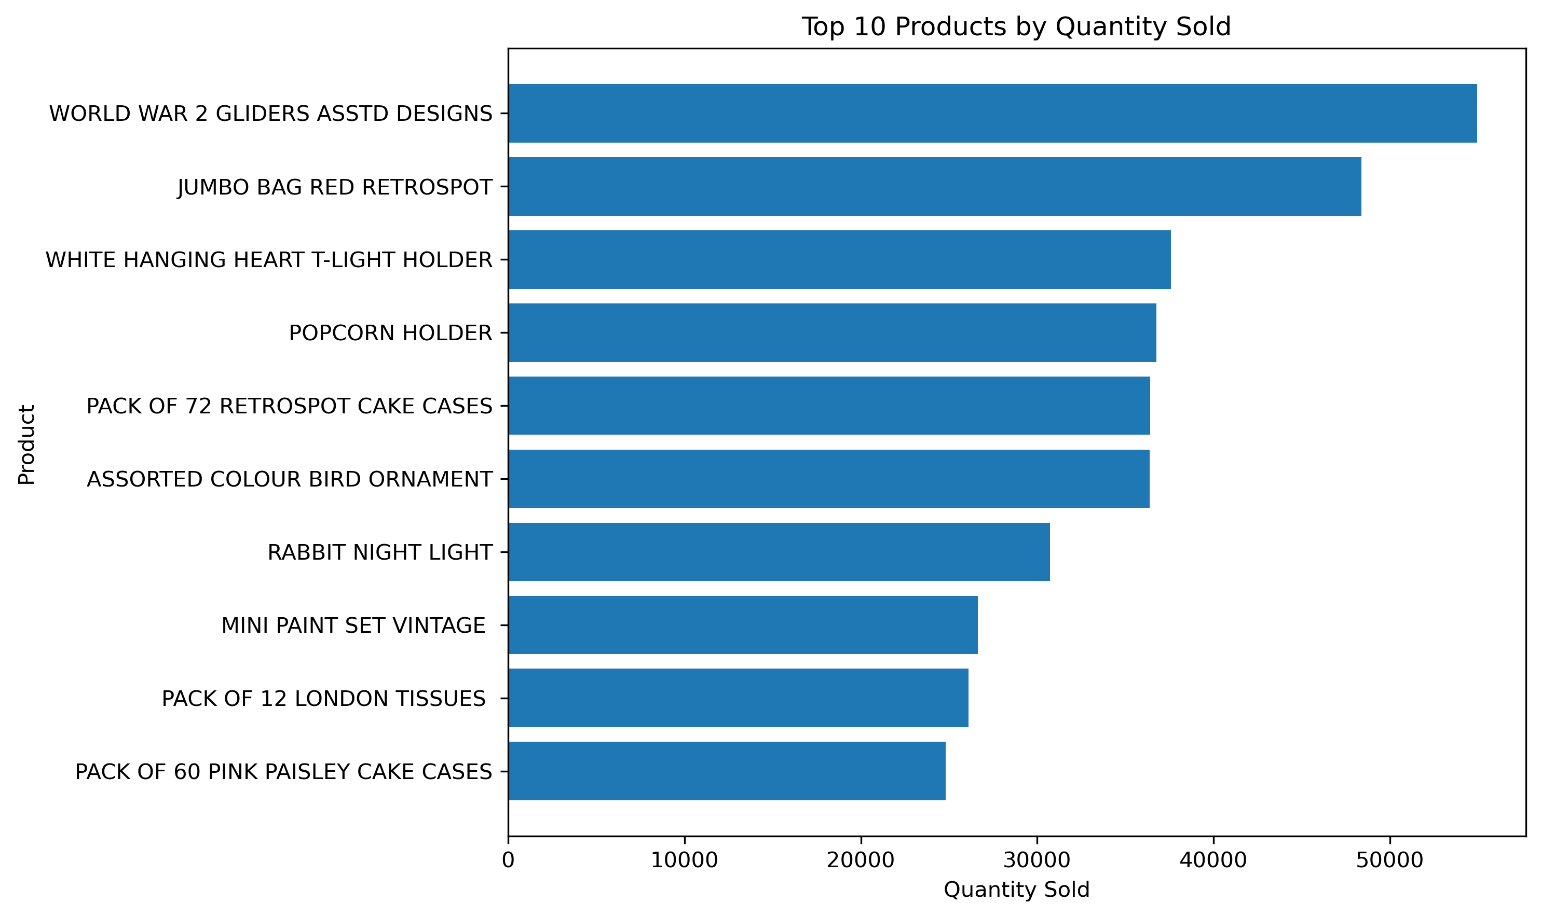 Top 10 Products by Quantity Sold
WORLD WAR 2 GLIDERS ASSTD DESIGNS
JUMBO BAG RED RETROSPOT
WHITE HANGING HEART T-LIGHT HOLDER
POPCORN HOLDER
PACK OF 72 RETROSPOT CAKE CASES
ASSORTED COLOUR BIRD ORNAMENT
RABBIT NIGHT LIGHT
MINI PAINT SET VINTAGE
PACK OF 12 LONDON TISSUES
PACK OF 60 PINK PAISLEY CAKE CASES
Product
0 10000 20000 30000 40000 50000
Quantity Sold